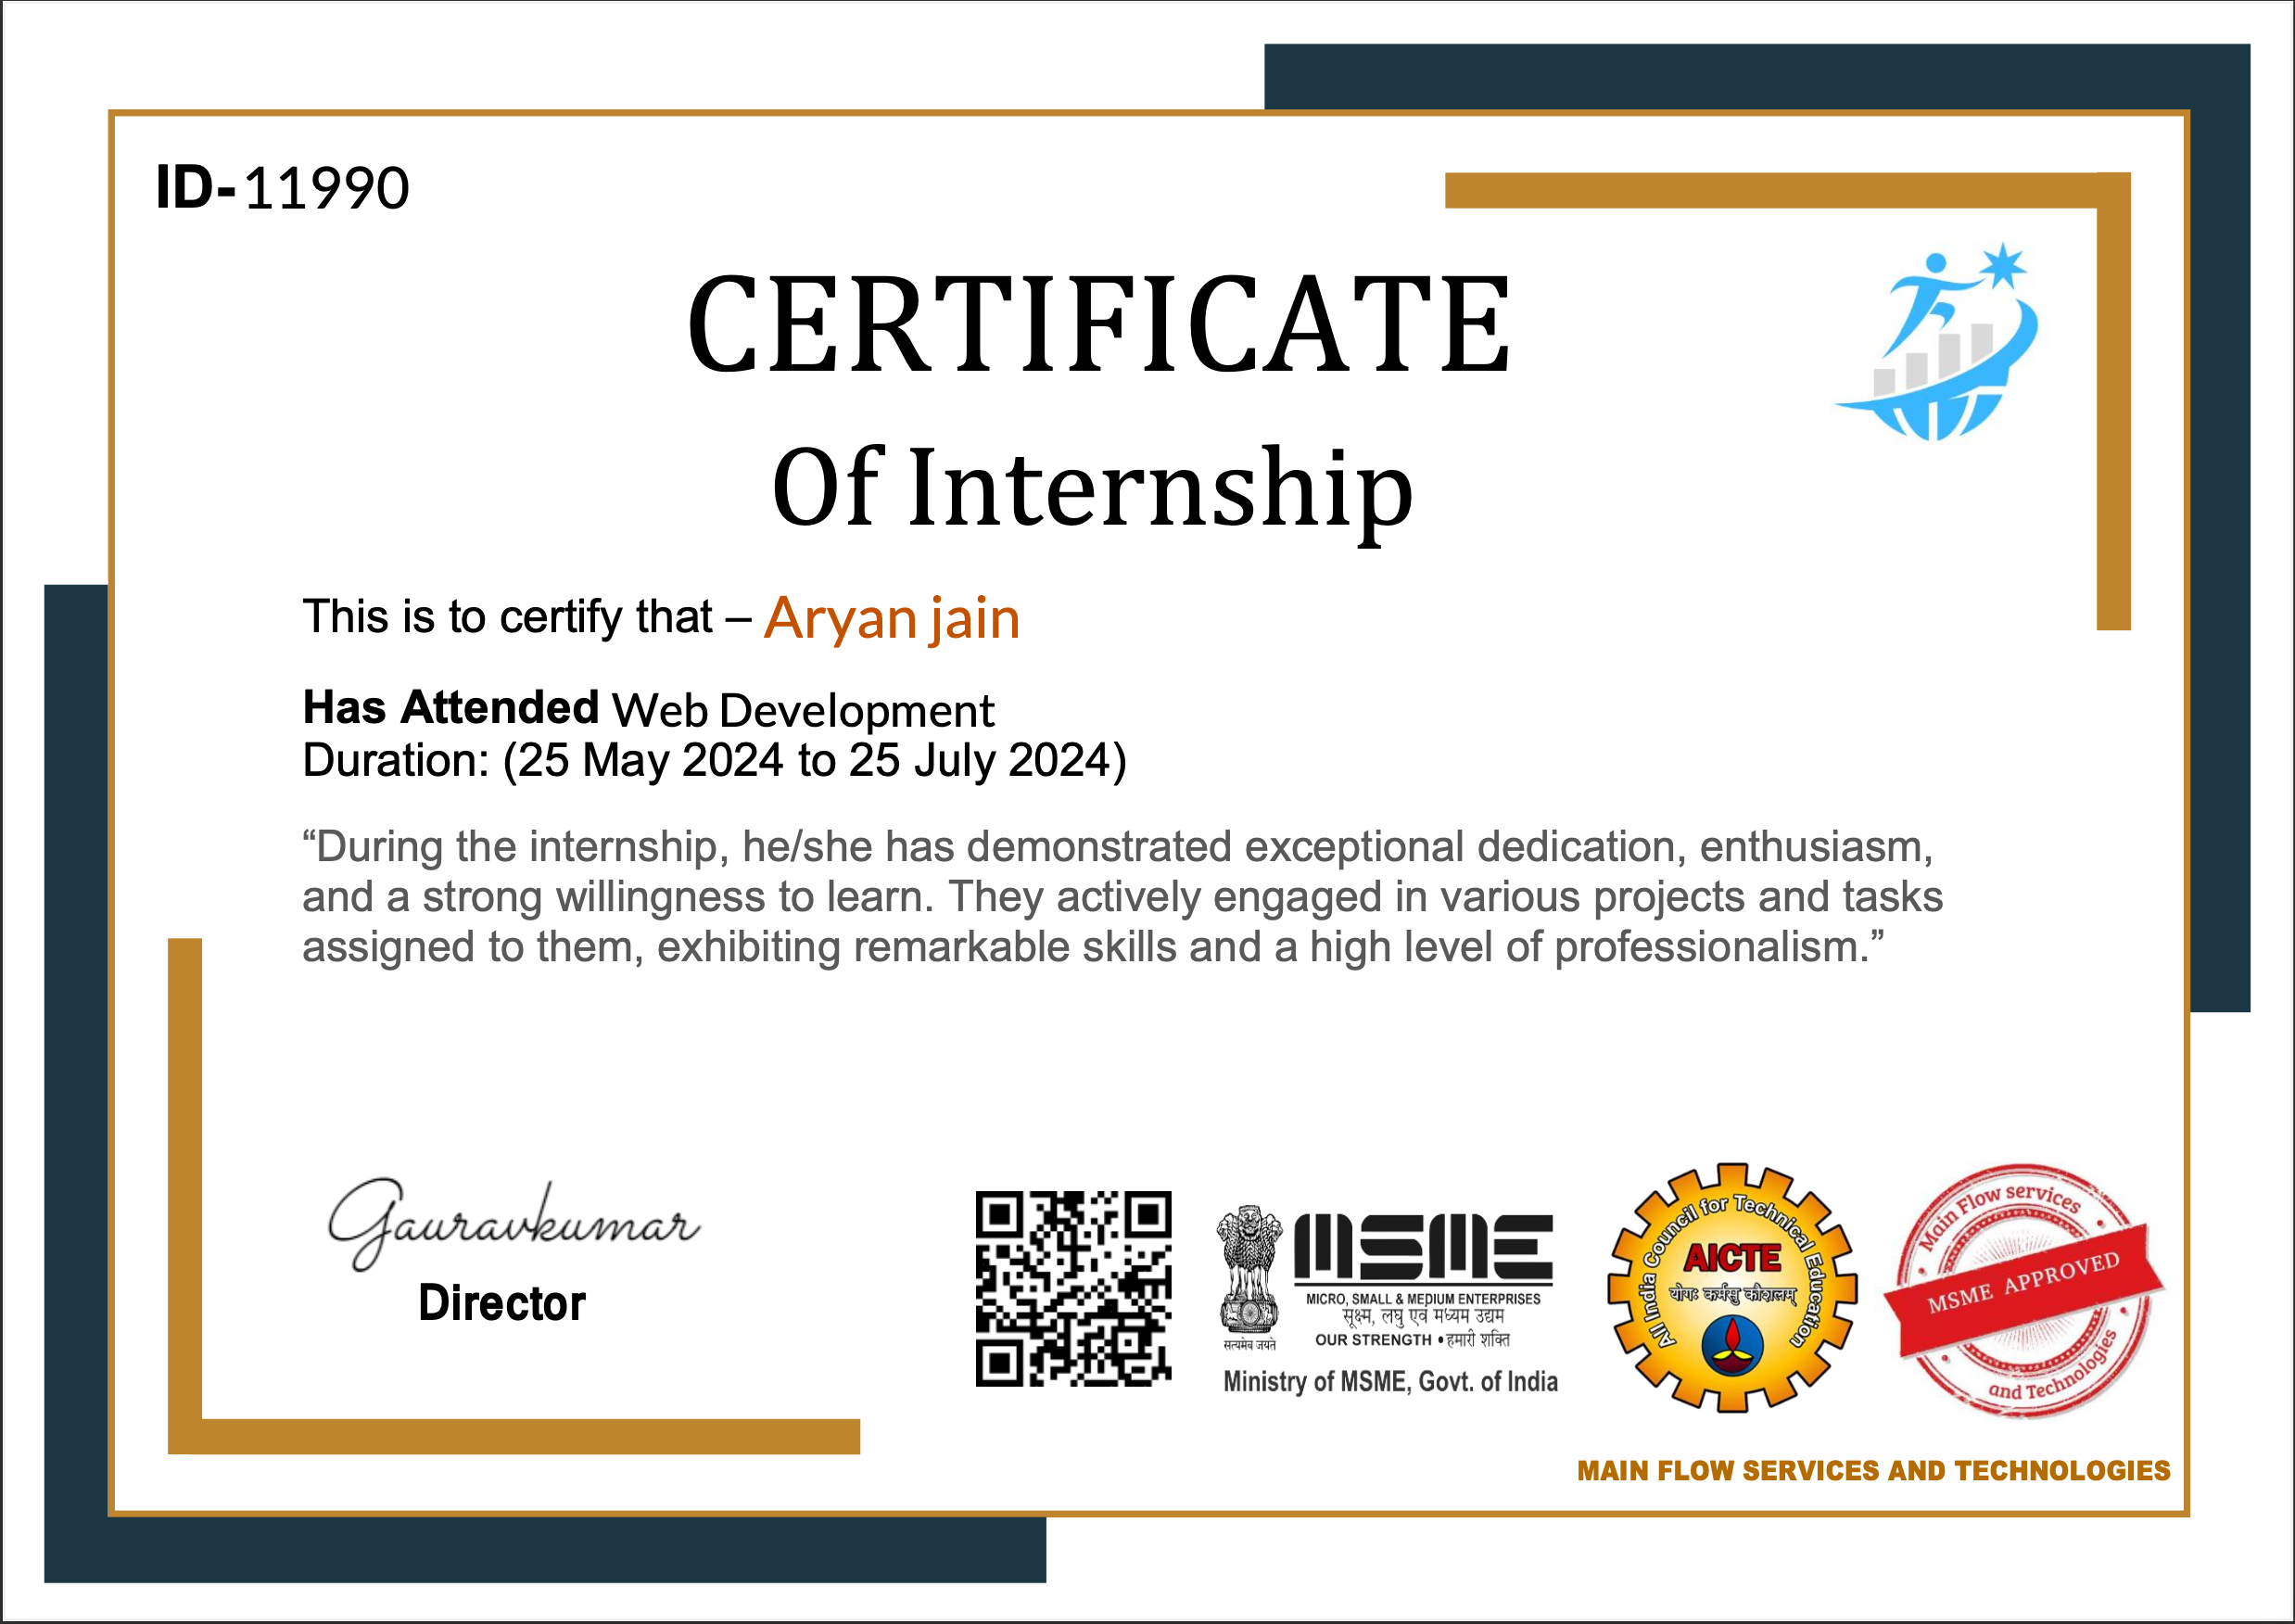 ID-11990
CERTIFICATE
Of Internship
This is to certify that – Aryan jain
Has Attended Web Development
Duration: (25 May 2024 to 25 July 2024)
“During the internship, he/she has demonstrated exceptional dedication, enthusiasm,
and a strong willingness to learn. They actively engaged in various projects and tasks
assigned to them, exhibiting remarkable skills and a high level of professionalism.”
Gauravkumar
Director
सत्यमेव जयते
MSME
MICRO, SMALL & MEDIUM ENTERPRISES
सूक्ष्म, लघु एवं मध्यम उद्यम
OUR STRENGTH • हमारी शक्ति
Ministry of MSME, Govt. of India
All India Council for Technical Education
AICTE
योगः कर्मसु कौशलम्
Main Flow services
MSME APPROVED
and Technologies
MAIN FLOW SERVICES AND TECHNOLOGIES